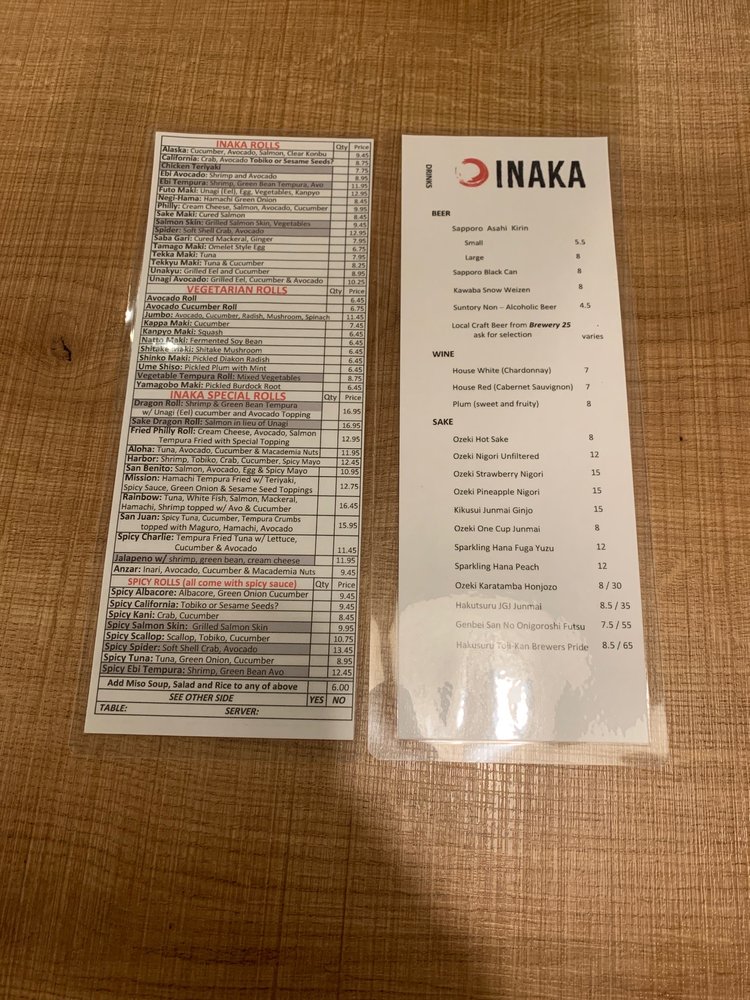 INAKA ROLLS Qty Price
Alaska: Cucumber, Avocado, Salmon, Clear Konbu 9.45
California: Crab, Avocado Tobiko or Sesame Seeds? 8.75
Chicken Teriyaki 7.75
Ebi Avocado: Shrimp and Avocado 8.95
Ebi Tempura: Shrimp, Green Bean Tempura, Avo 11.95
Futo Maki: Unagi (Eel), Egg, Vegetables, Kanpyo 12.95
Negi-Hama: Hamachi Green Onion 8.45
Philly: Cream Cheese, Salmon, Avocado, Cucumber 9.95
Sake Maki: Cured Salmon 8.45
Salmon Skin: Grilled Salmon Skin, Vegetables 9.45
Spider: Soft Shell Crab, Avocado 12.95
Saba Gari: Cured Mackeral, Ginger 7.95
Tamago Maki: Omelet Style Egg 6.75
Tekka Maki: Tuna 7.95
Tekkyu Maki: Tuna & Cucumber 8.25
Unakyu: Grilled Eel and Cucumber 8.95
Unagi Avocado: Grilled Eel, Cucumber & Avocado 10.25
VEGETARIAN ROLLS Qty Price
Avocado Roll 6.45
Avocado Cucumber Roll 6.75
Jumbo: Avocado, Cucumber, Radish, Mushroom, Spinach 11.45
Kappa Maki: Cucumber 7.45
Kanpyo Maki: Squash 6.45
Natto Maki: Fermented Soy Bean 6.45
Shitake Maki: Shitake Mushroom 6.45
Shinko Maki: Pickled Diakon Radish 6.45
Ume Shiso: Pickled Plum with Mint 6.45
Vegetable Tempura Roll: Mixed Vegetables 8.75
Yamagobo Maki: Pickled Burdock Root 6.45
INAKA SPECIAL ROLLS Qty Price
Dragon Roll: Shrimp & Green Bean Tempura
w/ Unagi (Eel) cucumber and Avocado Topping 16.95
Sake Dragon Roll: Salmon in lieu of Unagi 16.95
Fried Philly Roll: Cream Cheese, Avocado, Salmon
Tempura Fried with Special Topping 12.95
Aloha: Tuna, Avocado, Cucumber & Macademia Nuts 11.95
Harbor: Shrimp, Tobiko, Crab, Cucumber, Spicy Mayo 12.45
San Benito: Salmon, Avocado, Egg & Spicy Mayo 10.95
Mission: Hamachi Tempura Fried w/ Teriyaki,
Spicy Sauce, Green Onion & Sesame Seed Toppings 12.75
Rainbow: Tuna, White Fish, Salmon, Mackeral,
Hamachi, Shrimp topped w/ Avo & Cucumber 16.45
San Juan: Spicy Tuna, Cucumber, Tempura Crumbs
topped with Maguro, Hamachi, Avocado 15.95
Spicy Charlie: Tempura Fried Tuna w/ Lettuce,
Cucumber & Avocado 11.45
Jalapeno w/ shrimp, green bean, cream cheese 11.95
Anzar: Inari, Avocado, Cucumber & Macademia Nuts 9.45
SPICY ROLLS (all come with spicy sauce) Qty Price
Spicy Albacore: Albacore, Green Onion Cucumber 9.45
Spicy California: Tobiko or Sesame Seeds? 9.45
Spicy Kani: Crab, Cucumber 8.45
Spicy Salmon Skin: Grilled Salmon Skin 9.95
Spicy Scallop: Scallop, Tobiko, Cucumber 10.75
Spicy Spider: Soft Shell Crab, Avocado 13.45
Spicy Tuna: Tuna, Green Onion, Cucumber 8.95
Spicy Ebi Tempura: Shrimp, Green Bean Avo 12.45
Add Miso Soup, Salad and Rice to any of above 6.00
SEE OTHER SIDE YES NO
TABLE: SERVER:
DRINKS
INAKA
BEER
Sapporo Asahi Kirin
Small 5.5
Large 8
Sapporo Black Can 8
Kawaba Snow Weizen 8
Suntory Non – Alcoholic Beer 4.5
Local Craft Beer from Brewery 25
ask for selection varies
WINE
House White (Chardonnay) 7
House Red (Cabernet Sauvignon) 7
Plum (sweet and fruity) 8
SAKE
Ozeki Hot Sake 8
Ozeki Nigori Unfiltered 12
Ozeki Strawberry Nigori 15
Ozeki Pineapple Nigori 15
Kikusui Junmai Ginjo 15
Ozeki One Cup Junmai 8
Sparkling Hana Fuga Yuzu 12
Sparkling Hana Peach 12
Ozeki Karatamba Honjozo 8 / 30
Hakutsuru JGI Junmai 8.5 / 35
Genbei San No Onigoroshi Futsu 7.5 / 55
Hakusuru Toji-Kan Brewers Pride 8.5 / 65